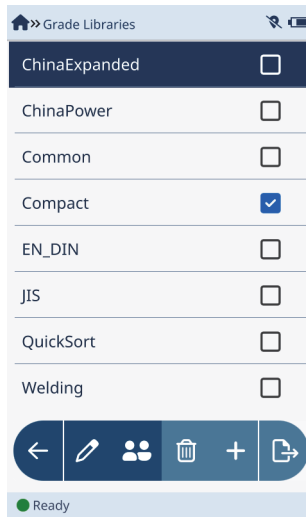 » Grade Libraries
ChinaExpanded
ChinaPower
Common
Compact
EN_DIN
JIS
QuickSort
Welding
Ready